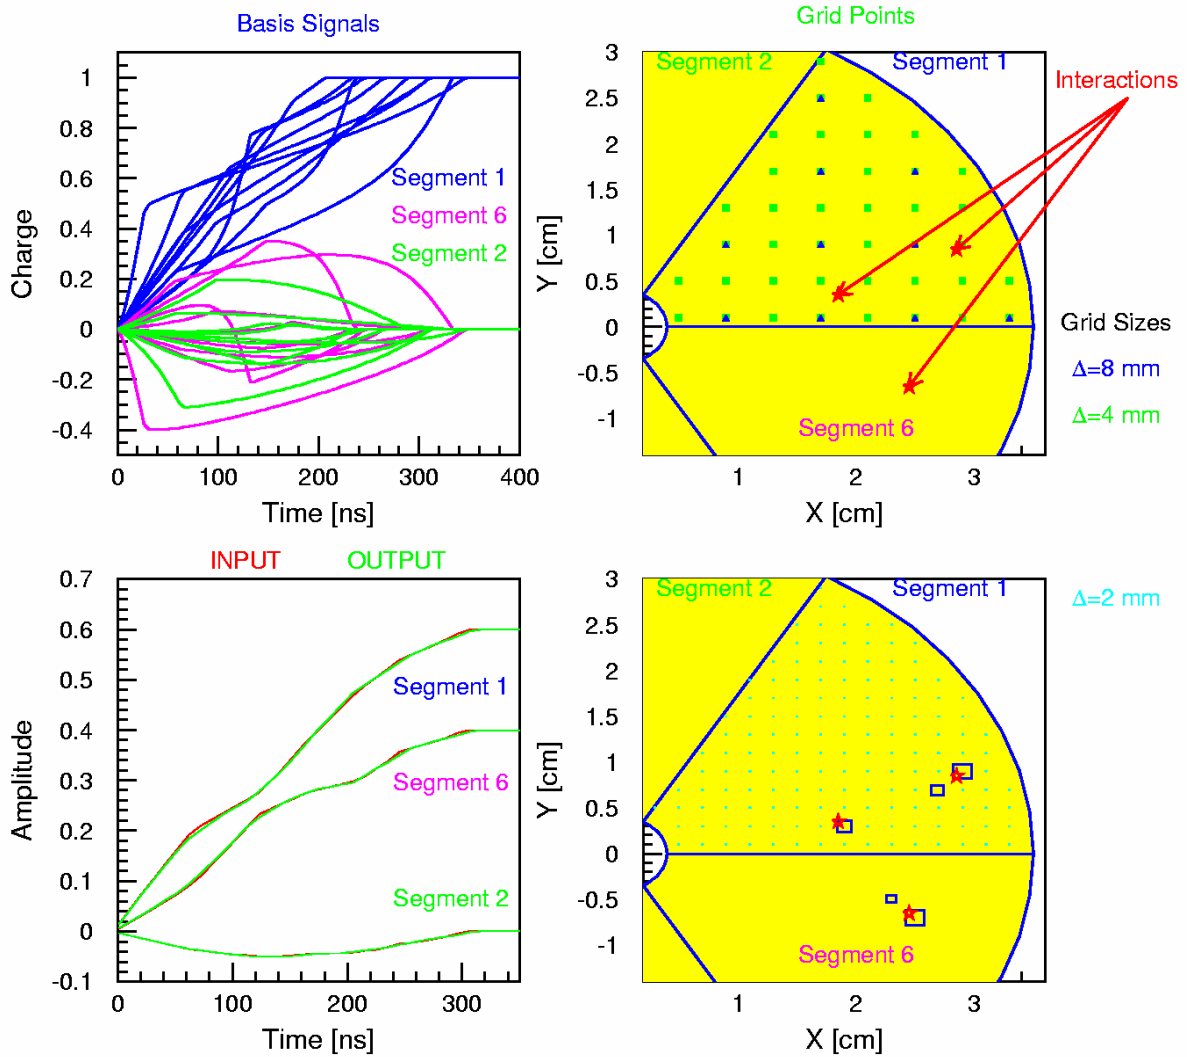 Basis Signals
1
0.8
0.6
0.4
0.2
0
-0.2
-0.4
Charge
Segment 1
Segment 6
Segment 2
0
100
200
300
400
Time [ns]
Grid Points
3
2.5
2
1.5
1
0.5
0
-0.5
-1
Y [cm]
Segment 2
Segment 1
Segment 6
1
2
3
X [cm]
Interactions
Grid Sizes
Δ=8 mm
Δ=4 mm
INPUT OUTPUT
0.7
0.6
0.5
0.4
0.3
0.2
0.1
0
-0.1
Amplitude
Segment 1
Segment 6
Segment 2
0
100
200
300
Time [ns]
3
2.5
2
1.5
1
0.5
0
-0.5
-1
Y [cm]
Segment 2
Segment 1
Segment 6
1
2
3
X [cm]
Δ=2 mm